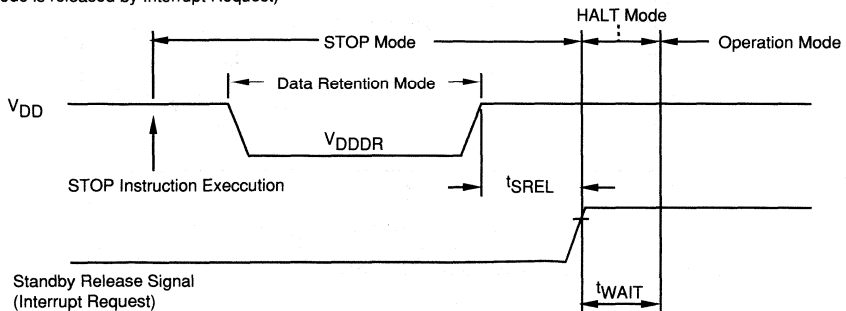 ode is released by Interrupt Request)
HALT Mode
STOP Mode
Operation Mode
Data Retention Mode
VDD
VDDDR
STOP Instruction Execcution
tSREL
Standby Release Signal
(Interrupt Request)
tWAIT